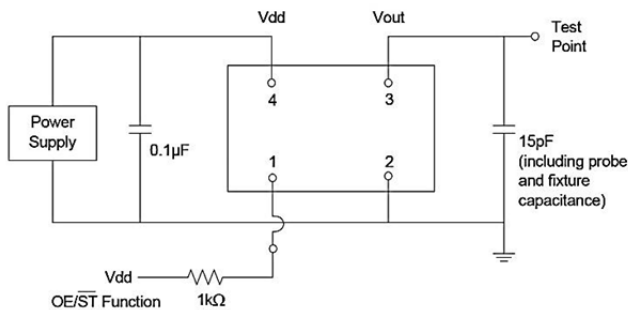 Vdd
Vout
Test
Point
4
3
Power
Supply
0.1µF
1
2
15pF
(including probe
and fixture
capacitance)
Vdd
OE/S̅T̅ Function
1kΩ